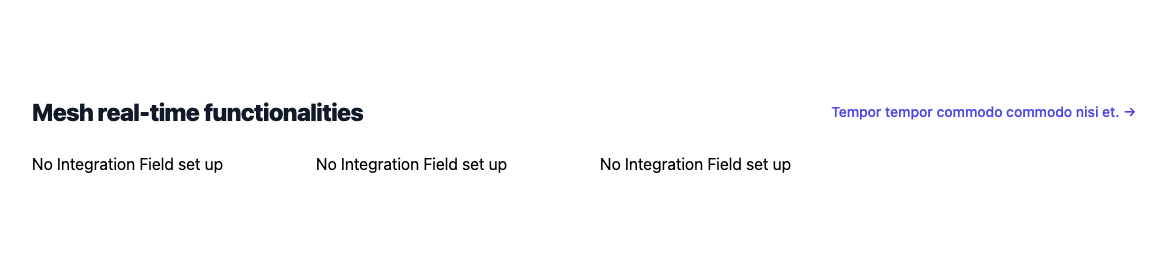 Mesh real-time functionalities
Tempor tempor commodo commodo nisi et. →
No Integration Field set up
No Integration Field set up
No Integration Field set up